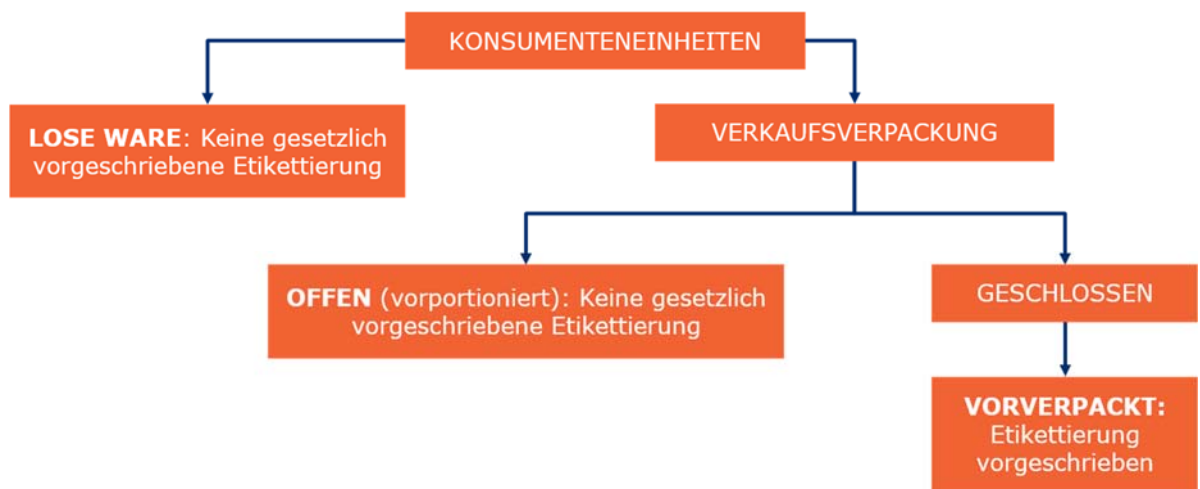 KONSUMENTENEINHEITEN
LOSE WARE: Keine gesetzlich
vorgeschriebene Etikettierung
VERKAUFSVERPACKUNG
OFFEN (vorportioniert): Keine gesetzlich
vorgeschriebene Etikettierung
GESCHLOSSEN
VORVERPACKT:
Etikettierung
vorgeschrieben